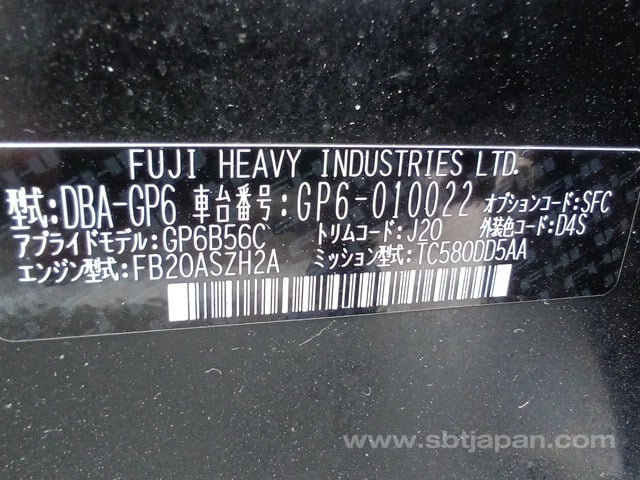 FUJI HEAVY INDUSTRIES LTD.
型式:DBA-GP6 車台番号:GP6-010022 オプションコード:SFC
アプライドモデル:GP6B56C トリムコード:J20 外装色コード:D4S
エンジン型式:FB20ASZH2A ミッション型式:TC580DD5AA
www.sbtjapan.com